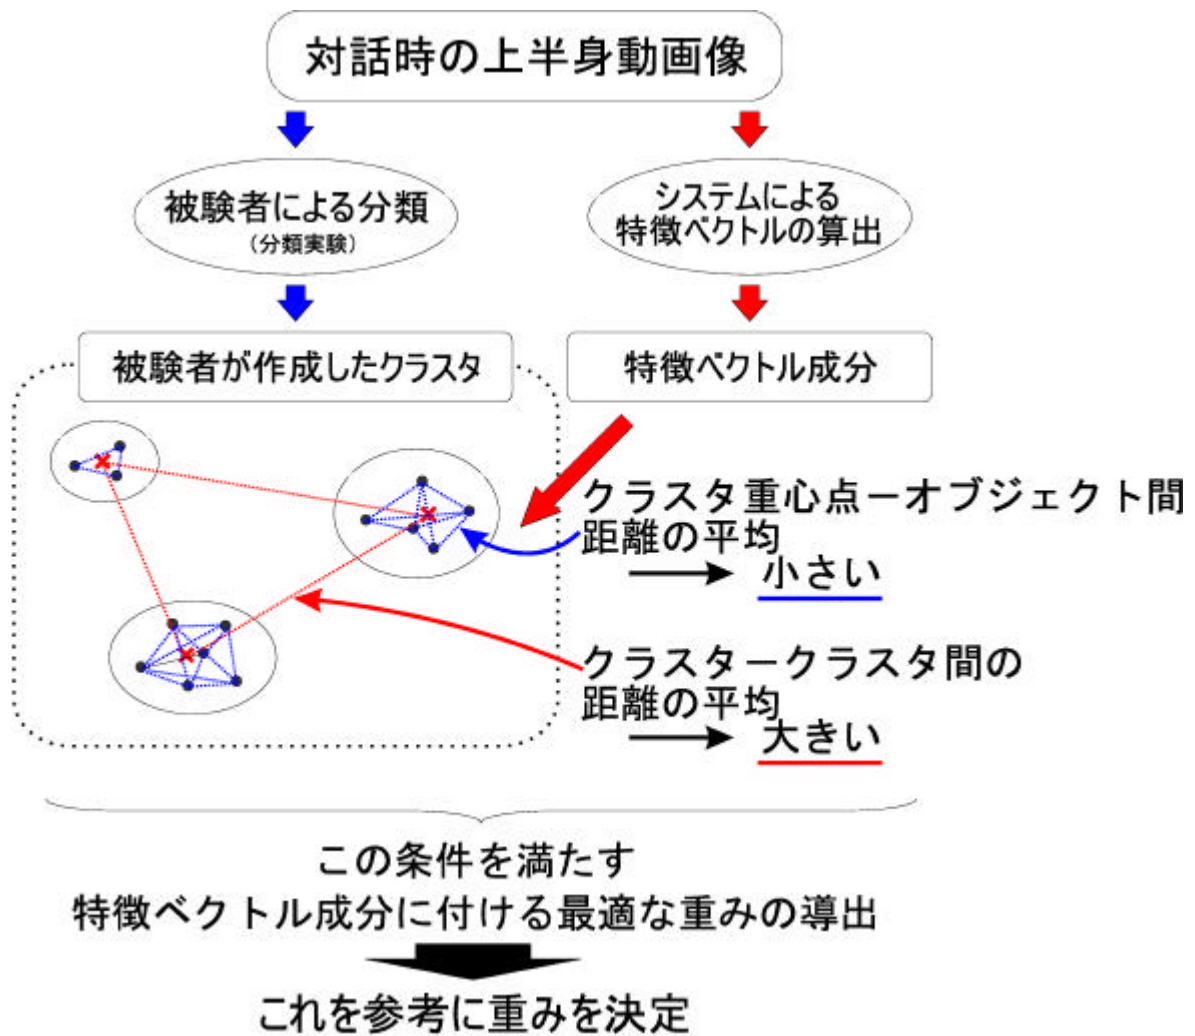 対話時の上半身動画像
被験者による分類
(分類実験)
システムによる
特徴ベクトルの算出
被験者が作成したクラスタ
特徴ベクトル成分
クラスタ重心点－オブジェクト間
距離の平均
小さい
クラスタ－クラスタ間の
距離の平均
大きい
この条件を満たす
特徴ベクトル成分に付ける最適な重みの導出
これを参考に重みを決定